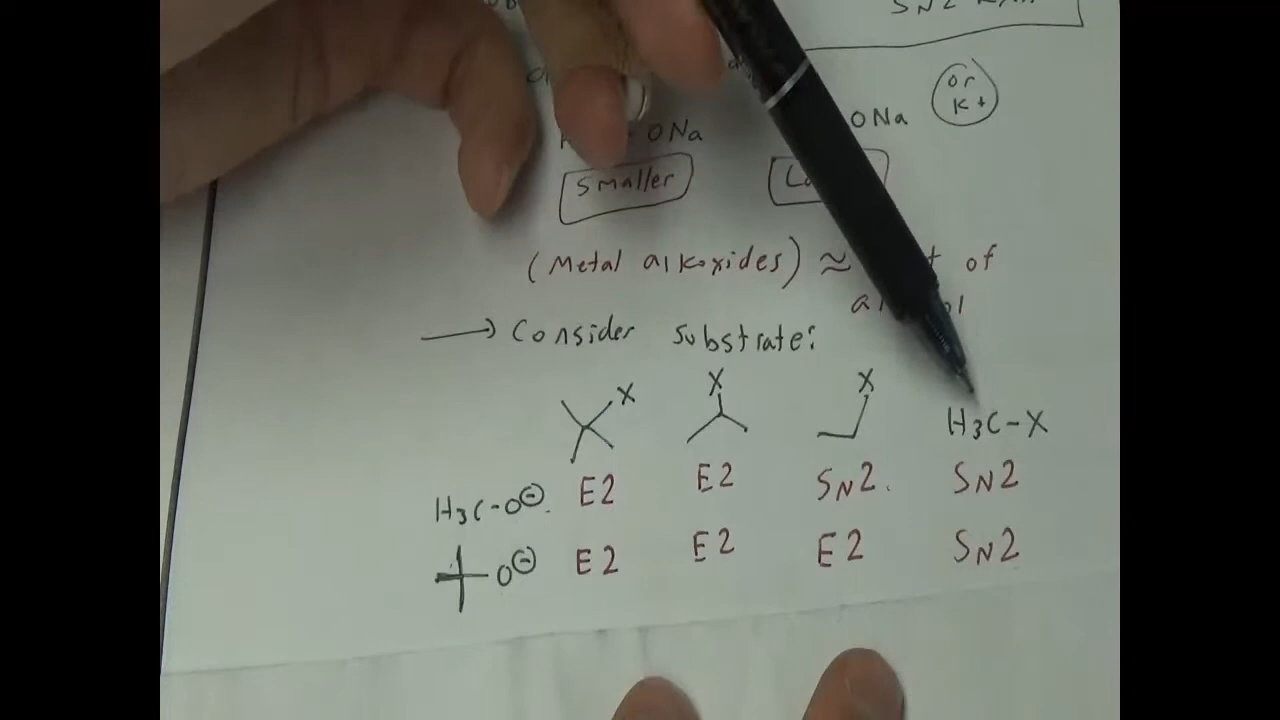 SN2
or
K+
ONa
ONa
Smaller
(Metal alkoxides) ≈ of
Consider substrate:
X X X H3C-X
H3C-O⊖ E2 E2 SN2 SN2
O⊖ E2 E2 E2 SN2